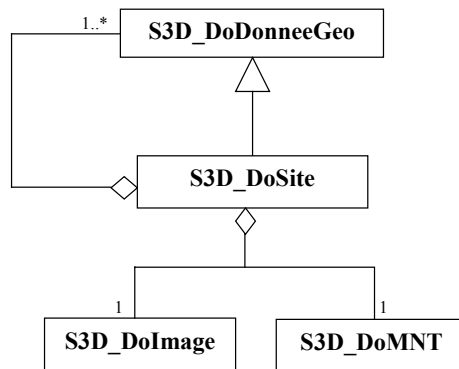 1..*
S3D_DoDonneeGeo
S3D_DoSite
1
1
S3D_DoImage
S3D_DoMNT